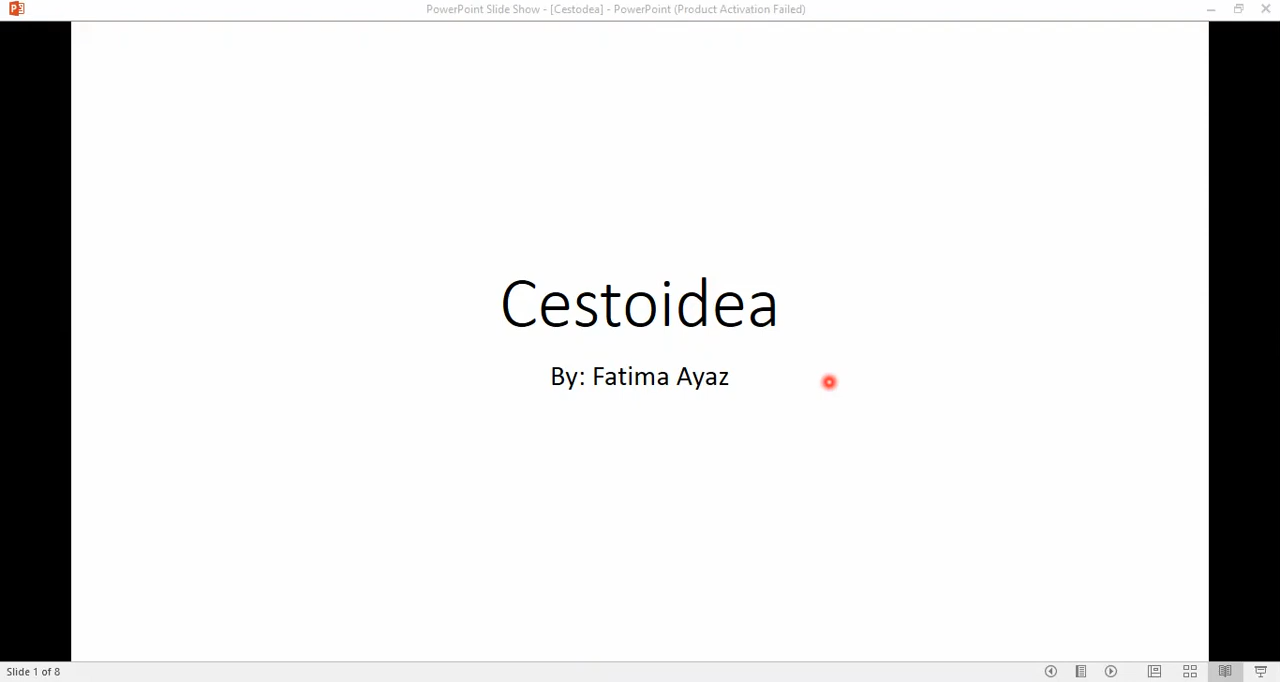 PowerPoint Slide Show - [Cestodea] - PowerPoint (Product Activation Failed)
Cestoidea
By: Fatima Ayaz
Slide 1 of 8